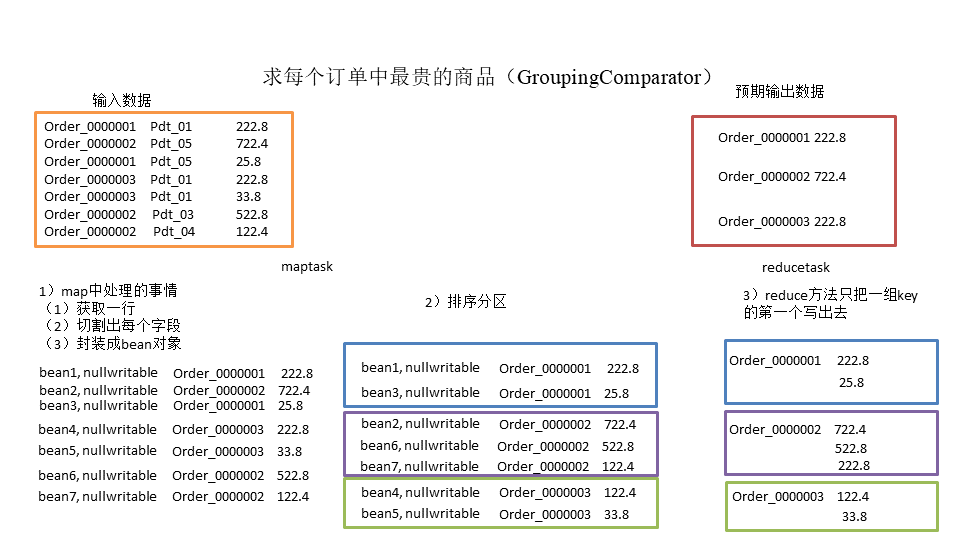 求每个订单中最贵的商品（GroupingComparator）
输入数据
Order_0000001 Pdt_01 222.8
Order_0000002 Pdt_05 722.4
Order_0000001 Pdt_05 25.8
Order_0000003 Pdt_01 222.8
Order_0000003 Pdt_01 33.8
Order_0000002 Pdt_03 522.8
Order_0000002 Pdt_04 122.4
预期输出数据
Order_0000001 222.8
Order_0000002 722.4
Order_0000003 222.8
maptask
reducetask
1）map中处理的事情
（1）获取一行
（2）切割出每个字段
（3）封装成bean对象
bean1, nullwritable Order_0000001 222.8
bean2, nullwritable Order_0000002 722.4
bean3, nullwritable Order_0000001 25.8
bean4, nullwritable Order_0000003 222.8
bean5, nullwritable Order_0000003 33.8
bean6, nullwritable Order_0000002 522.8
bean7, nullwritable Order_0000002 122.4
2）排序分区
bean1, nullwritable Order_0000001 222.8
bean3, nullwritable Order_0000001 25.8
bean2, nullwritable Order_0000002 722.4
bean6, nullwritable Order_0000002 522.8
bean7, nullwritable Order_0000002 122.4
bean4, nullwritable Order_0000003 122.4
bean5, nullwritable Order_0000003 33.8
3）reduce方法只把一组key
的第一个写出去
Order_0000001 222.8
25.8
Order_0000002 722.4
522.8
222.8
Order_0000003 122.4
33.8